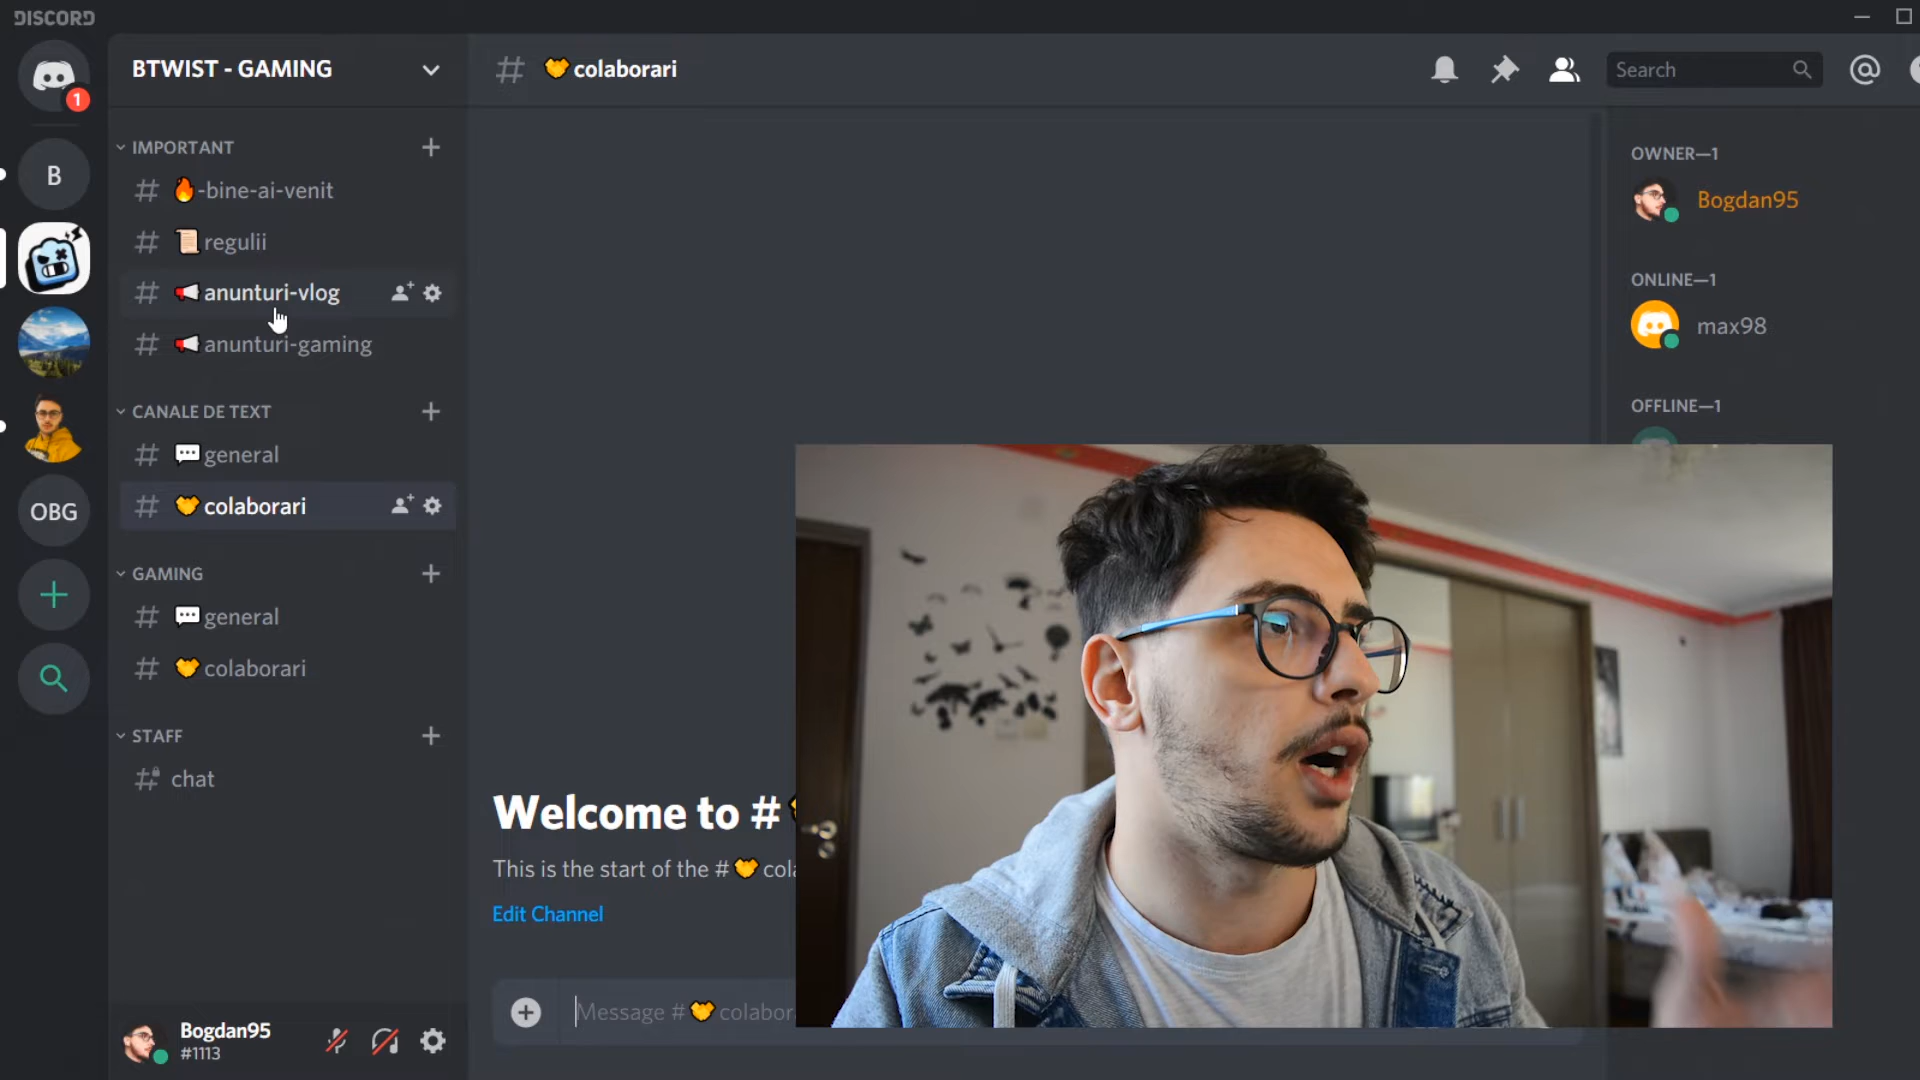 DISCORD
1
B
OBG
BTWIST - GAMING
IMPORTANT
# 🔥-bine-ai-venit
# 📜regulii
# 📢anunturi-vlog
# 📢anunturi-gaming
CANALE DE TEXT
# 💬general
# 🤝colaborari
GAMING
# 💬general
# 🤝colaborari
STAFF
# chat
Bogdan95
#1113
# 🤝colaborari
Search
Welcome to #
This is the start of the #🤝
Edit Channel
Message #🤝
OWNER—1
Bogdan95
ONLINE—1
max98
OFFLINE—1